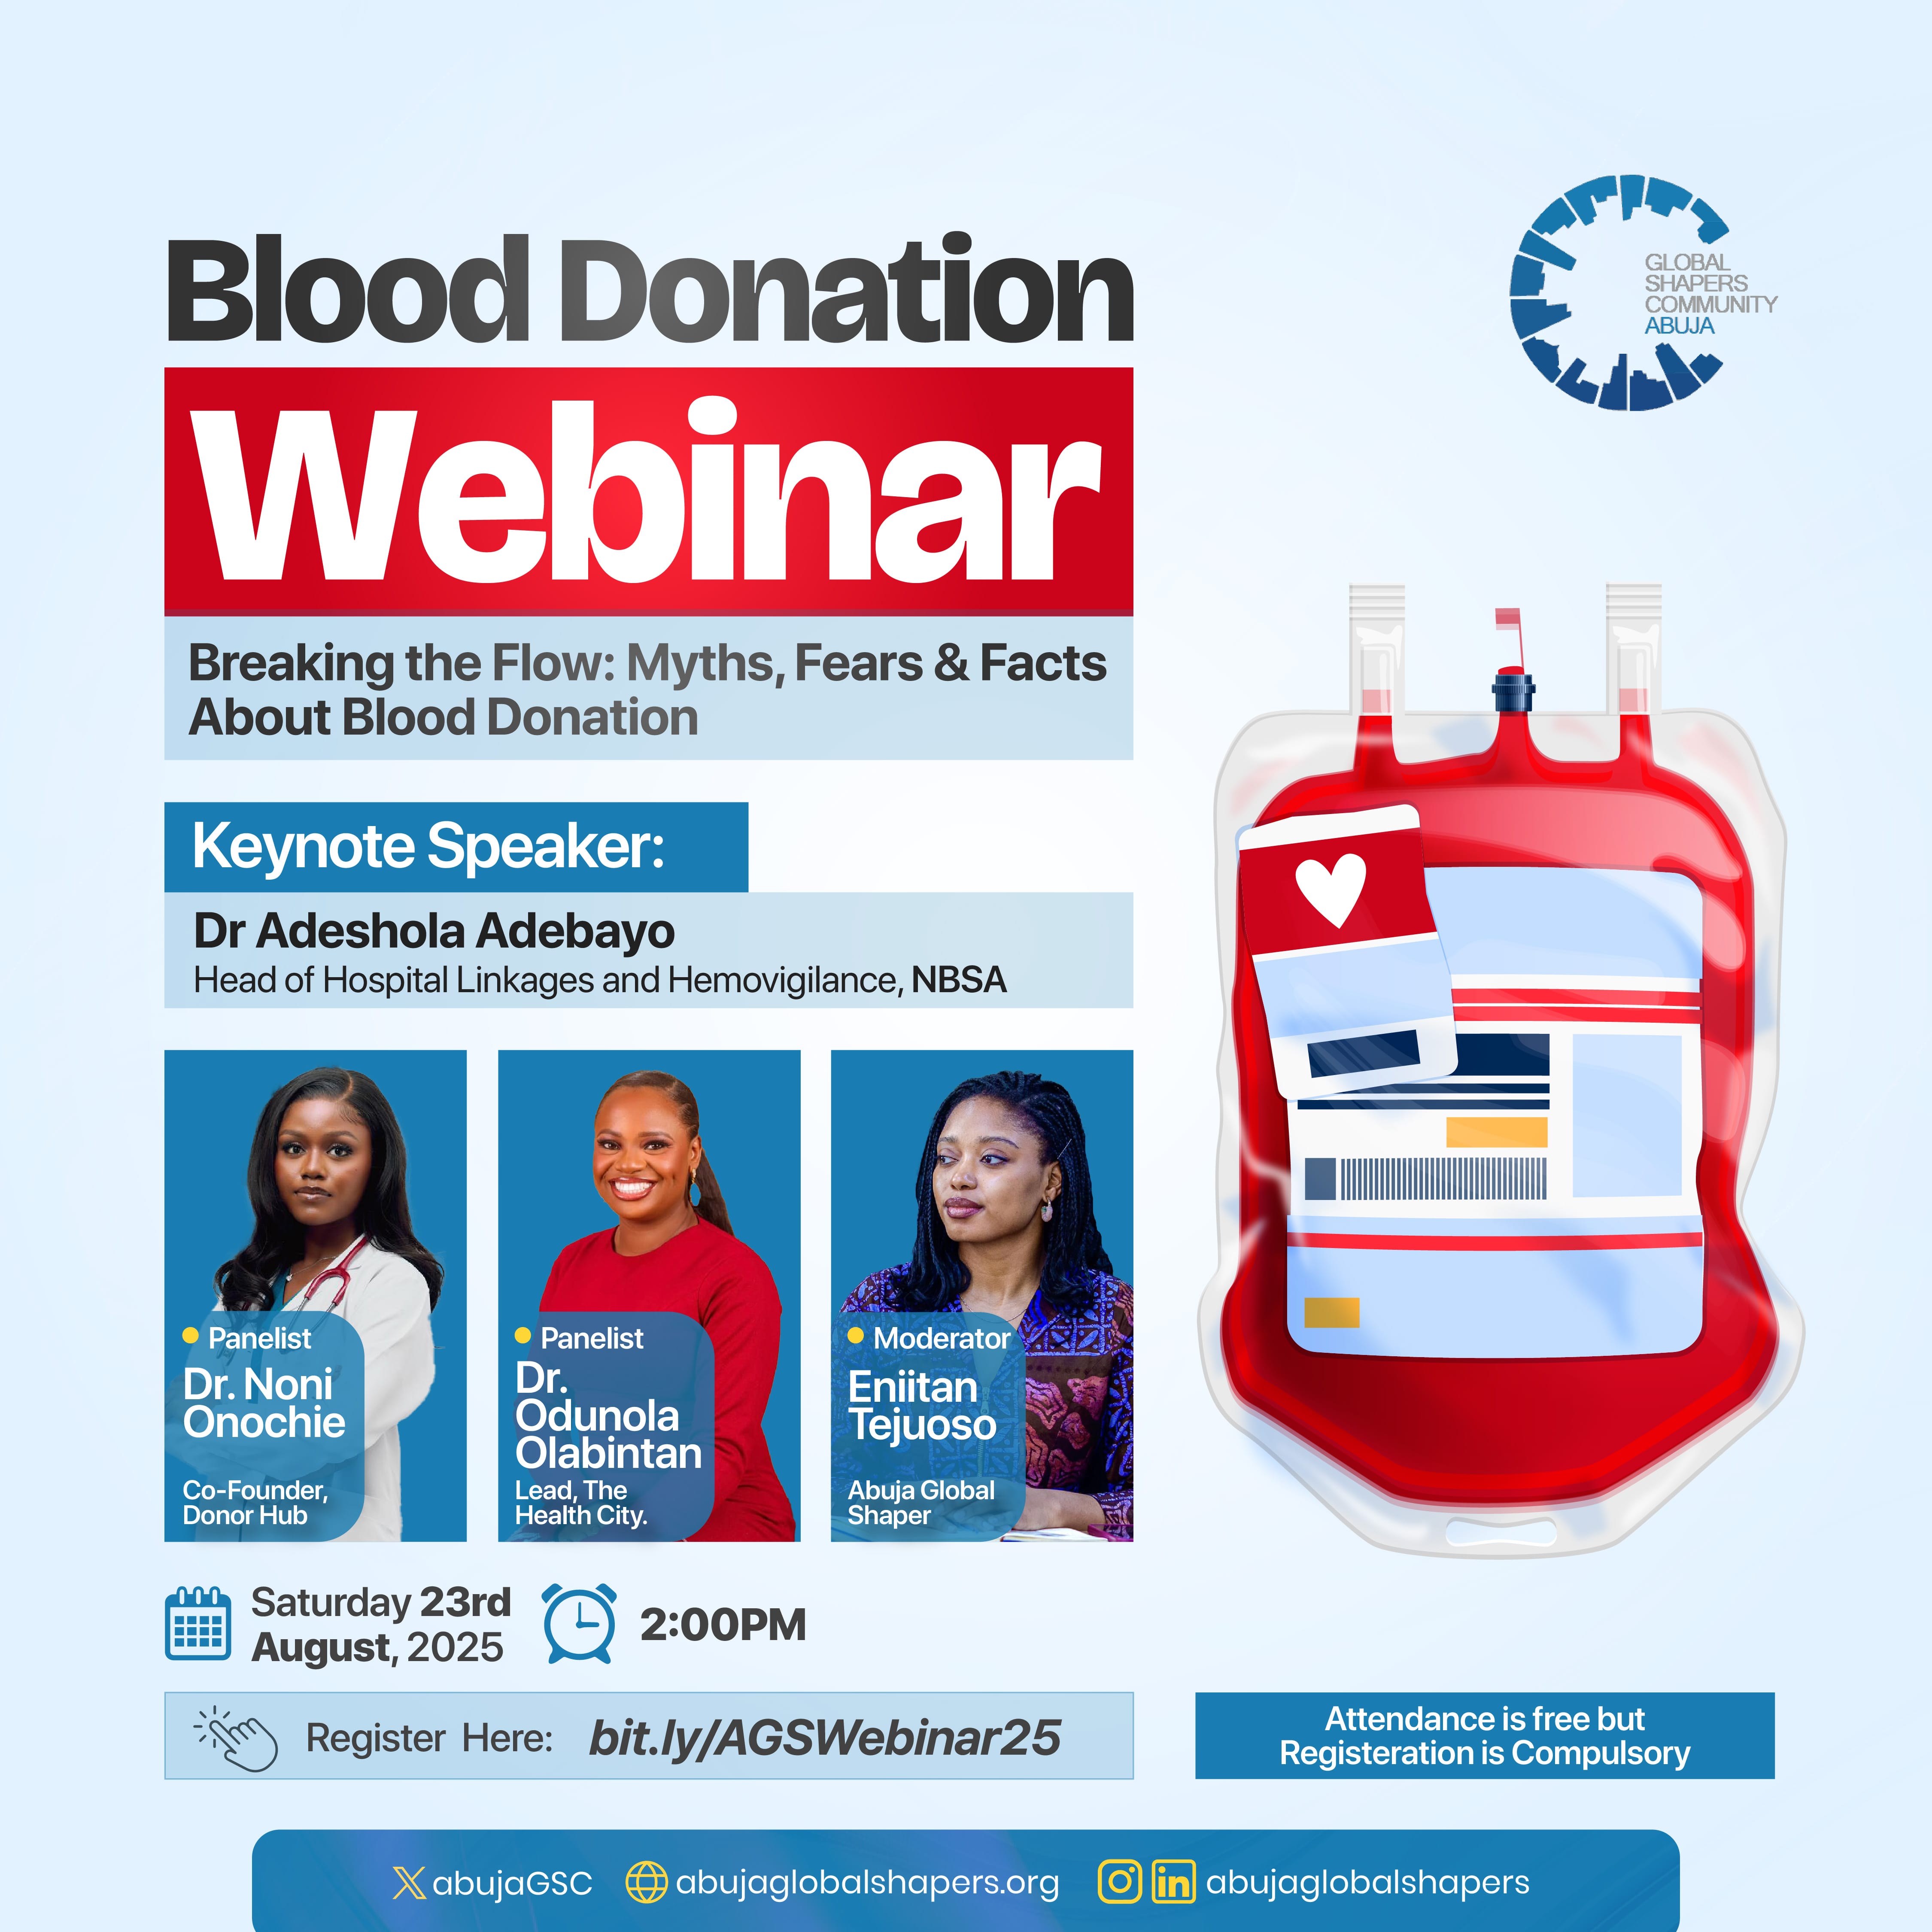 GLOBAL
SHAPERS
COMMUNITY
ABUJA
Blood Donation
Webinar
Breaking the Flow: Myths, Fears & Facts
About Blood Donation
Keynote Speaker:
Dr Adeshola Adebayo
Head of Hospital Linkages and Hemovigilance, NBSA
Panelist
Dr. Noni
Onochie
Co-Founder,
Donor Hub
Panelist
Dr.
Odunola
Olabintan
Lead, The
Health City.
Moderator
Eniitan
Tejuoso
Abuja Global
Shaper
Saturday 23rd
August, 2025
2:00PM
Register Here: bit.ly/AGSWebinar25
Attendance is free but
Registeration is Compulsory
abujaGSC abujaglobalshapers.org abujaglobalshapers